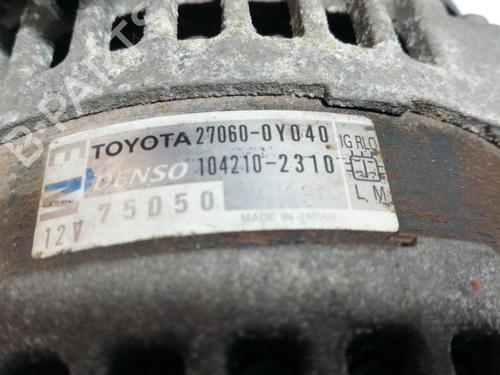 TOYOTA 27060-0Y040
DENSO 104210-2310
IG RLO
L, M
12V 75050
MADE IN JAPAN